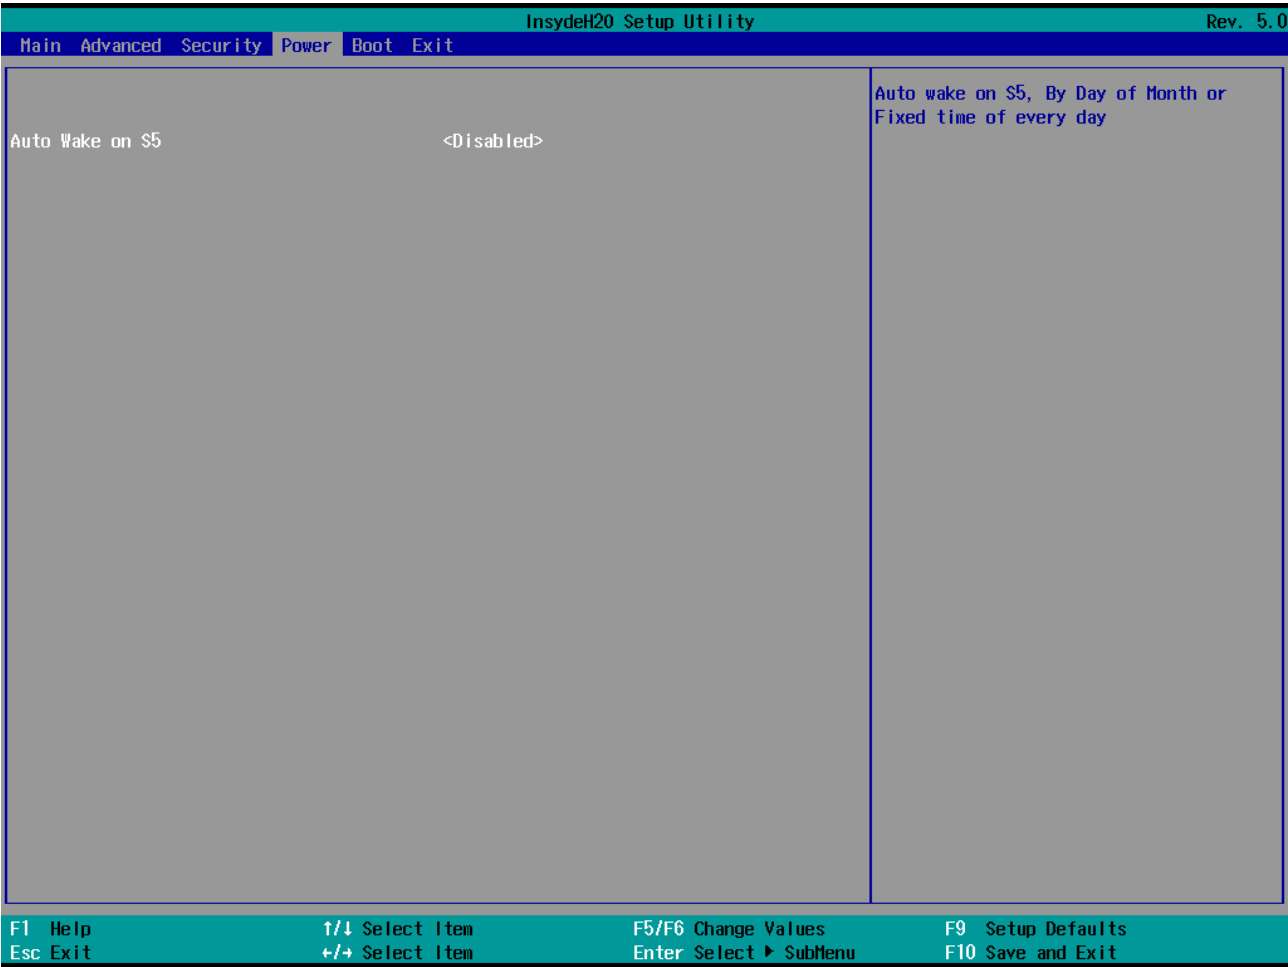 InsydeH20 Setup Utility Rev. 5.0
Main Advanced Security Power Boot Exit
Auto wake on S5, By Day of Month or
Fixed time of every day
Auto Wake on S5 <Disabled>
F1 Help ↑/↓ Select Item F5/F6 Change Values F9 Setup Defaults
Esc Exit ←/→ Select Item Enter Select ▶ SubMenu F10 Save and Exit